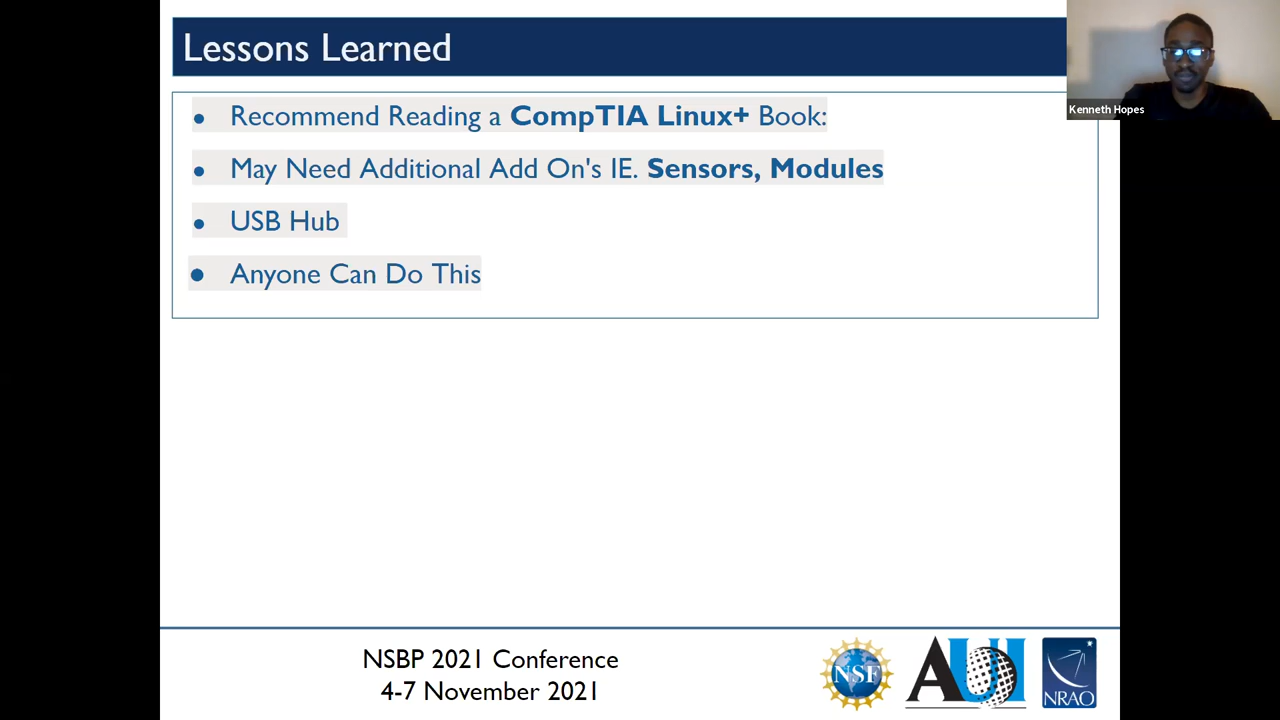 Lessons Learned
Kenneth Hopes
• Recommend Reading a CompTIA Linux+ Book:
• May Need Additional Add On's IE. Sensors, Modules
• USB Hub
• Anyone Can Do This
NSBP 2021 Conference
4-7 November 2021
NSF
AUI
NRAO